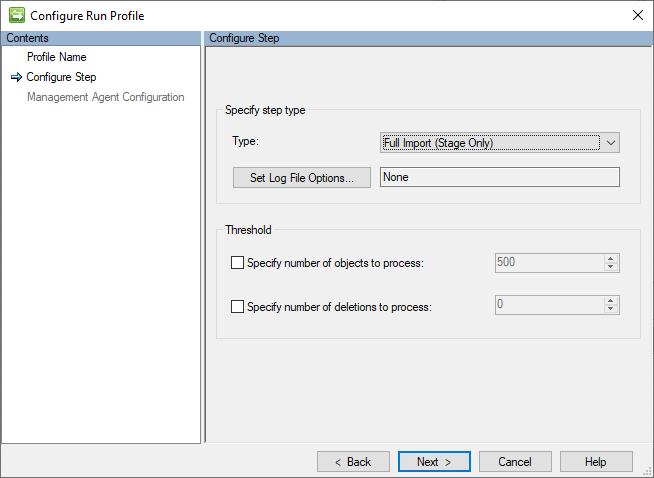 Configure Run Profile
Contents
Configure Step
Profile Name
Configure Step
Management Agent Configuration
Specify step type
Type:
Full Import (Stage Only)
Set Log File Options...
None
Threshold
Specify number of objects to process:
500
Specify number of deletions to process:
0
< Back
Next >
Cancel
Help